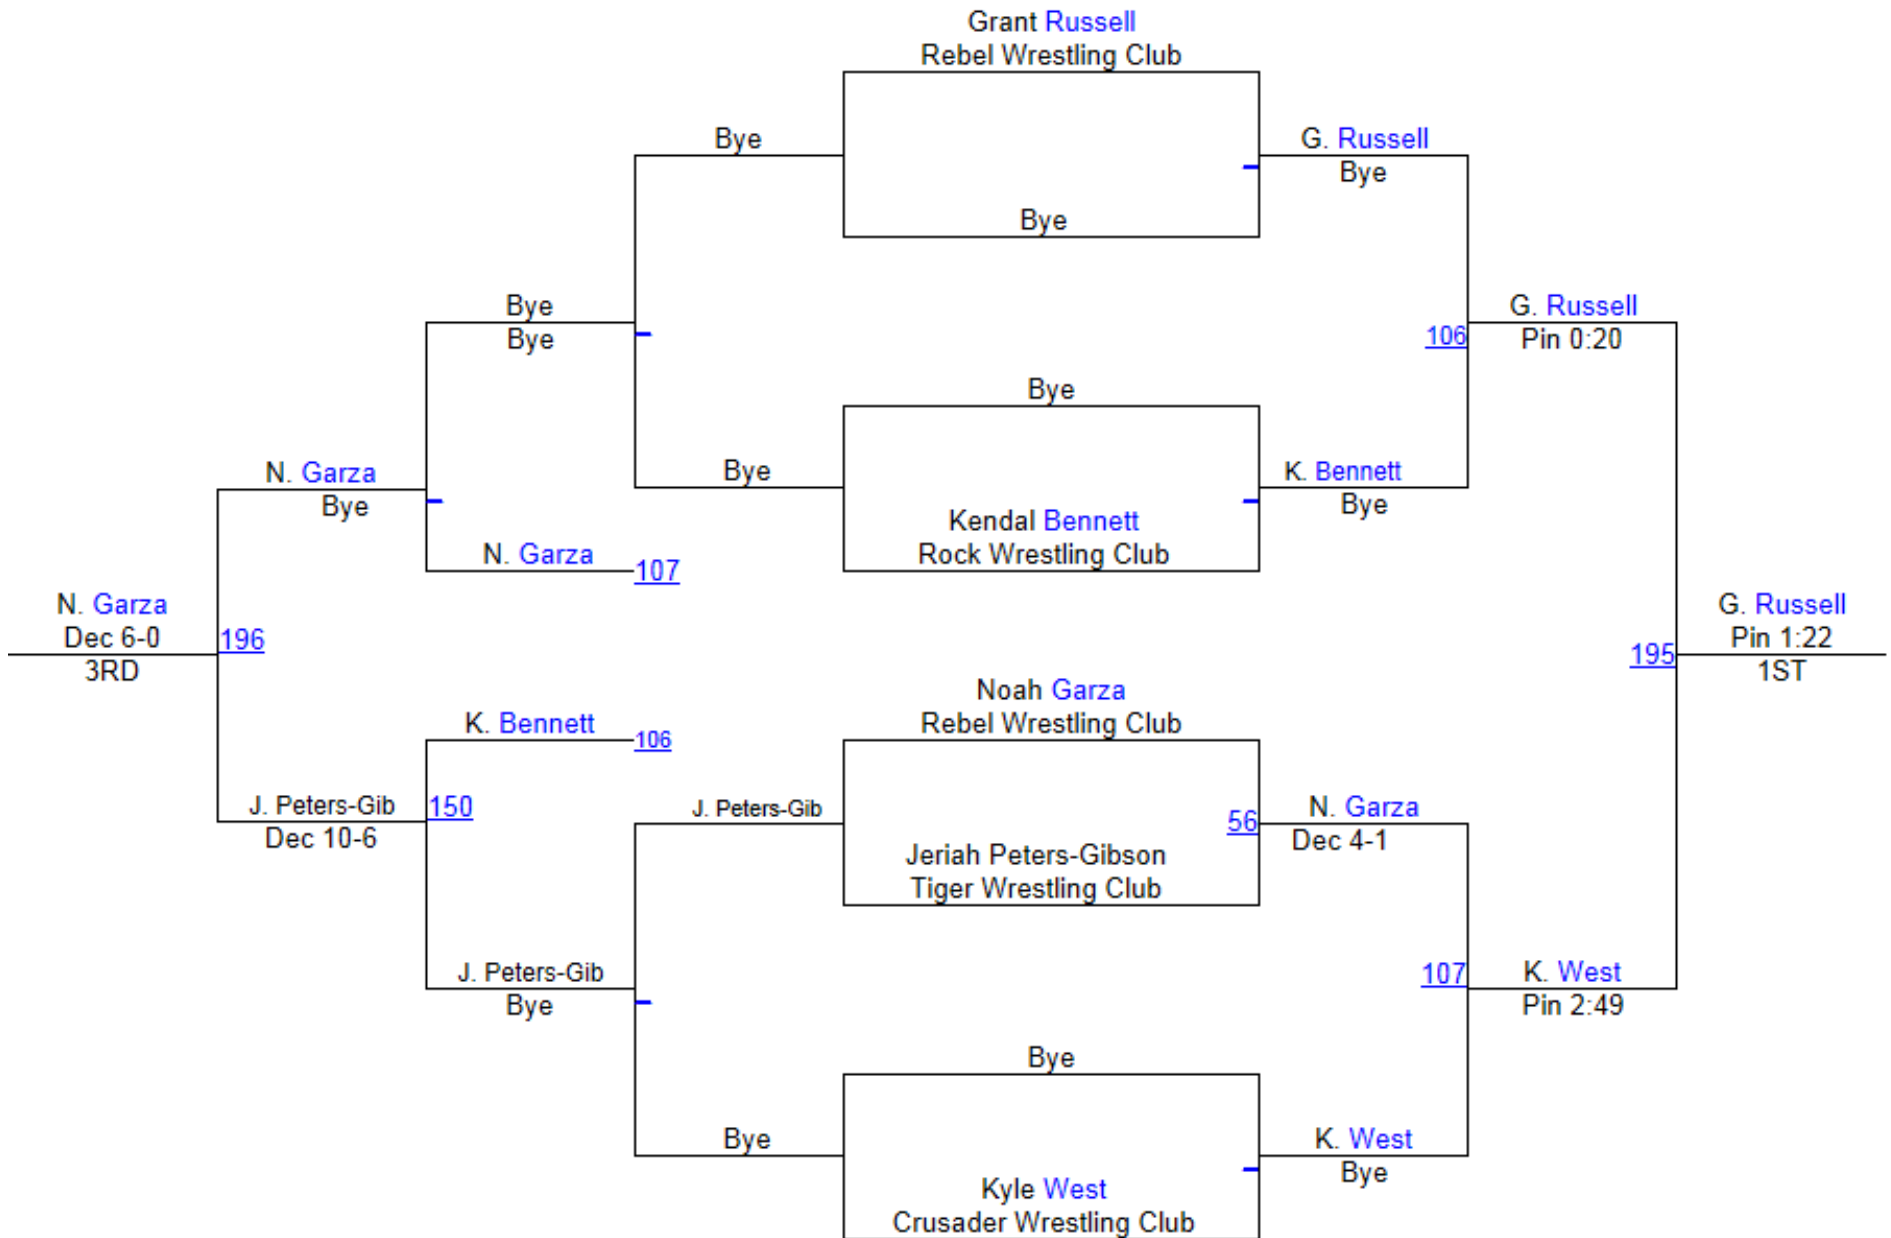 Grant Russell
Rebel Wrestling Club
Bye
G. Russell
Bye
Bye
Bye
Bye
G. Russell
106
Pin 0:20
Bye
N. Garza
Bye
Bye
K. Bennett
Bye
Kendal Bennett
Rock Wrestling Club
N. Garza
107
N. Garza
Dec 6-0
196
3RD
G. Russell
Pin 1:22
195
1ST
Noah Garza
Rebel Wrestling Club
K. Bennett
106
J. Peters-Gib
150
Dec 10-6
J. Peters-Gib
56
N. Garza
Dec 4-1
Jeriah Peters-Gibson
Tiger Wrestling Club
J. Peters-Gib
Bye
107
K. West
Pin 2:49
Bye
Bye
K. West
Bye
Kyle West
Crusader Wrestling Club